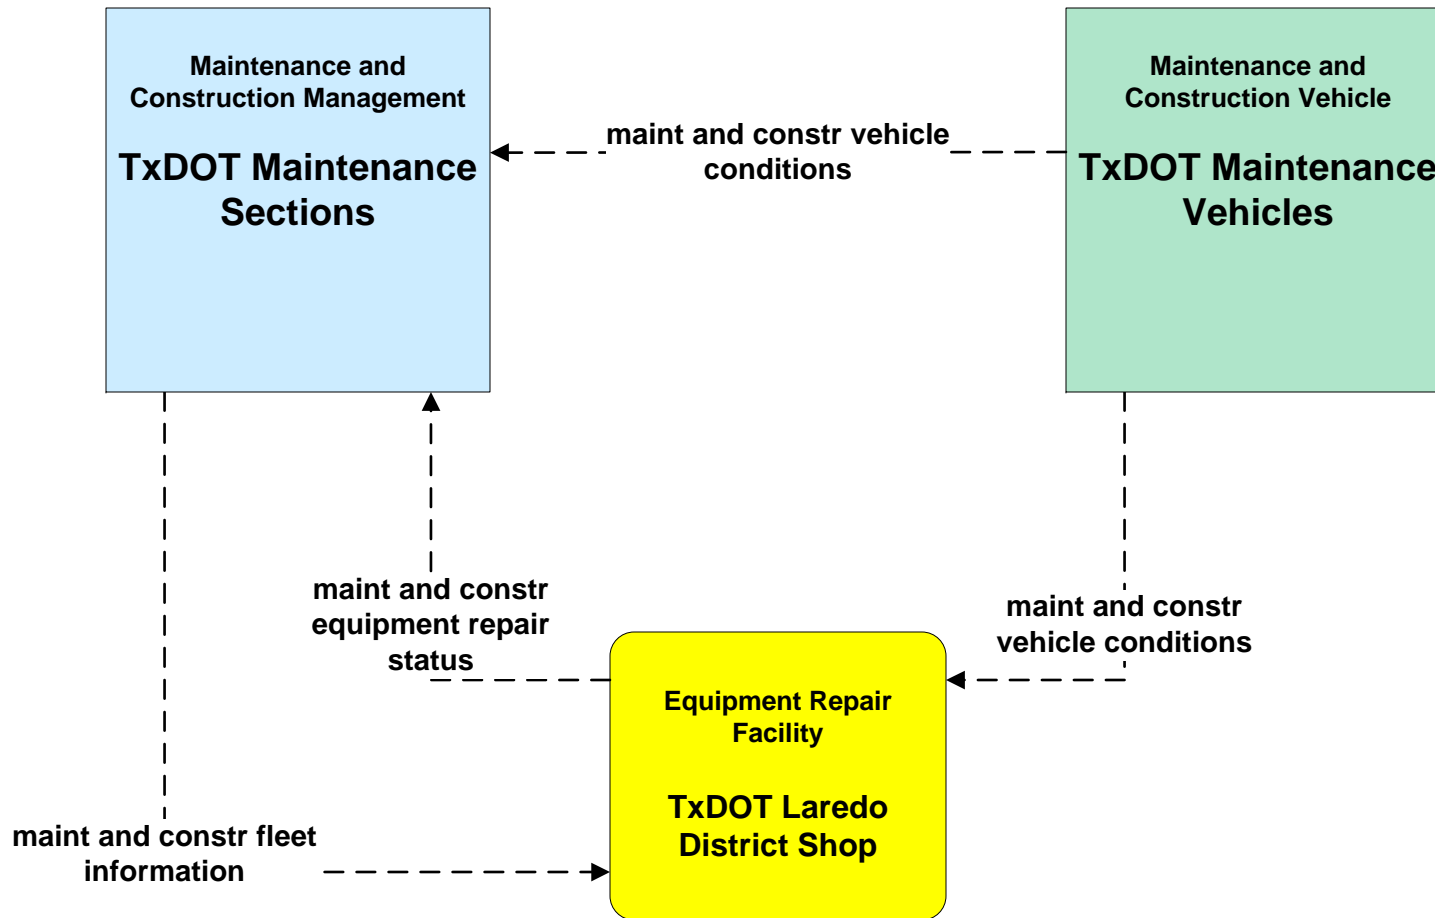 Maintenance and
Construction Management
TxDOT Maintenance
Sections
maint and constr vehicle
conditions
Maintenance and
Construction Vehicle
TxDOT Maintenance
Vehicles
maint and constr
equipment repair
status
maint and constr
vehicle conditions
Equipment Repair
Facility
TxDOT Laredo
District Shop
maint and constr fleet
information